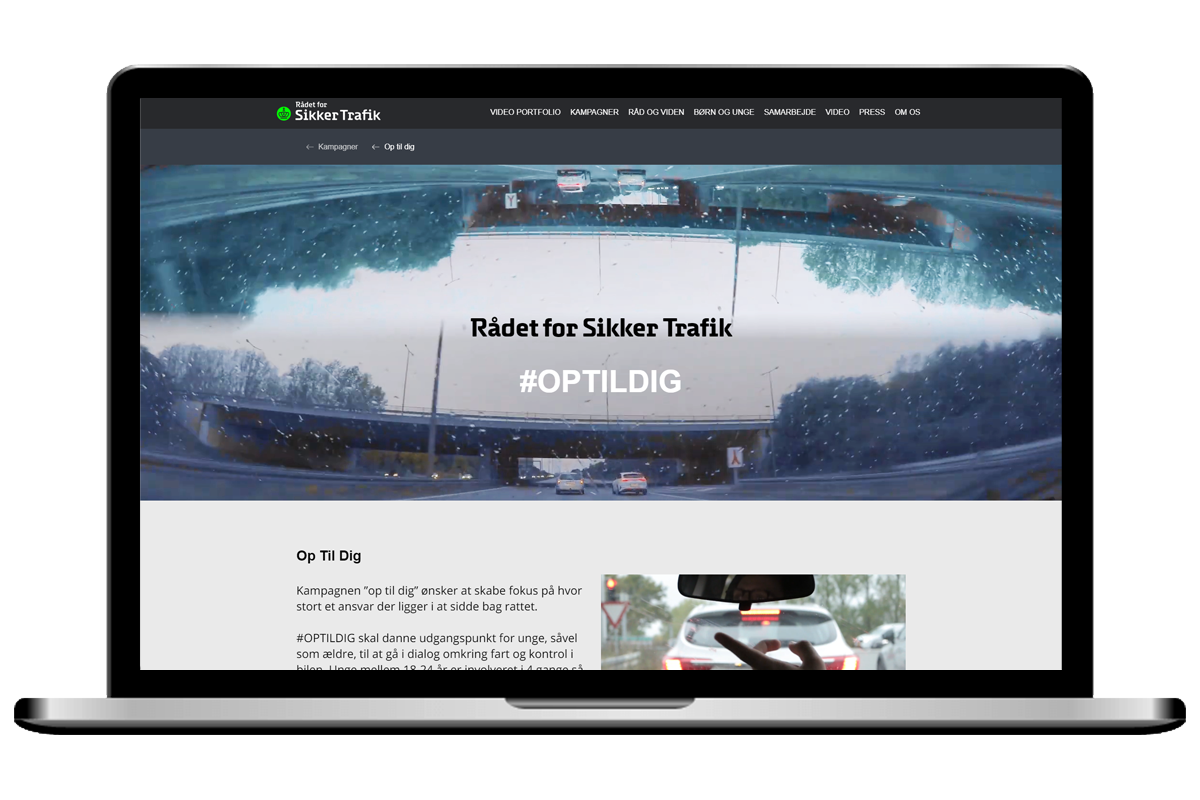 Rådet for
Sikker Trafik
VIDEO PORTFOLIO KAMPAGNER RÅD OG VIDEN BØRN OG UNGE SAMARBEJDE VIDEO PRESS OM OS
← Kampagner ← Op til dig
Rådet for Sikker Trafik
#OPTILDIG
Op Til Dig
Kampagnen ”op til dig” ønsker at skabe fokus på hvor
stort et ansvar der ligger i at sidde bag rattet.
#OPTILDIG skal danne udgangspunkt for unge, såvel
som ældre, til at gå i dialog omkring fart og kontrol i
bilen. Unge mellem 18-24 år er involveret i 4 gange så